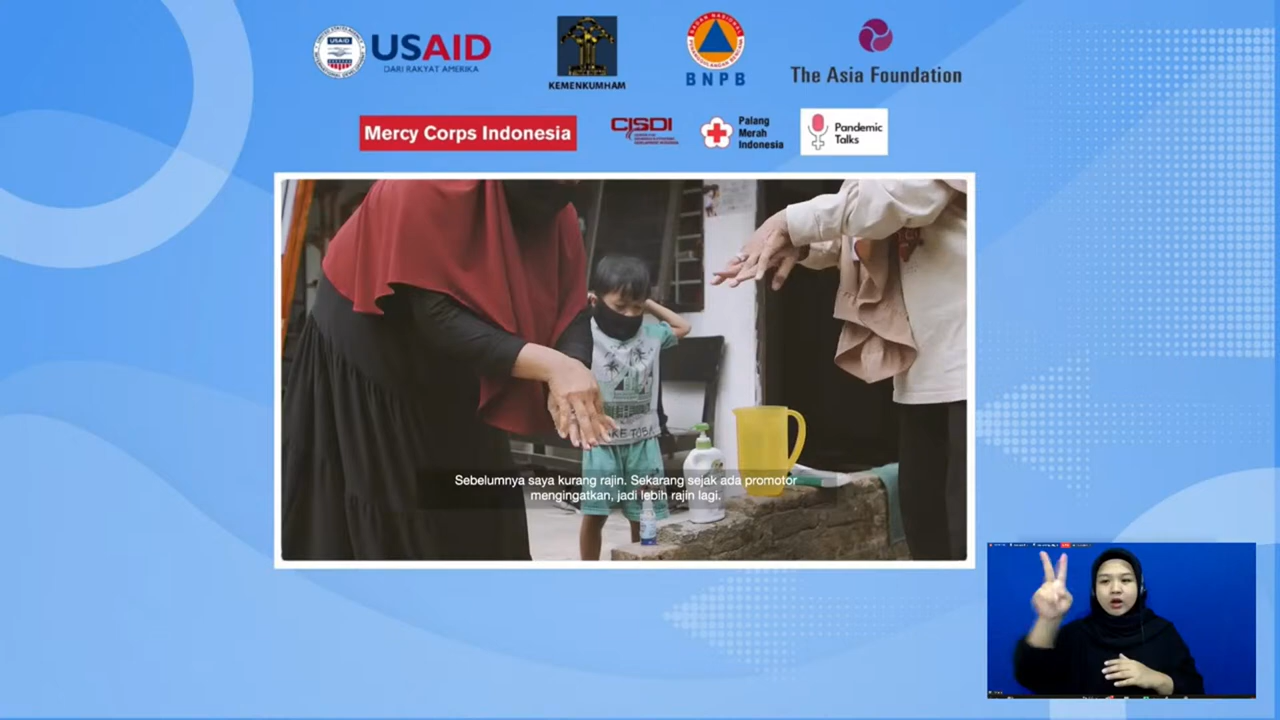 USAID
DARI RAKYAT AMERIKA
KEMENKUMHAM
BNPB
The Asia Foundation
Mercy Corps Indonesia
CISDI
Palang
Merah
Indonesia
Pandemic
Talks
Sebelumnya saya kurang rajin. Sekarang sejak ada promotor
mengingatkan, jadi lebih rajin lagi.